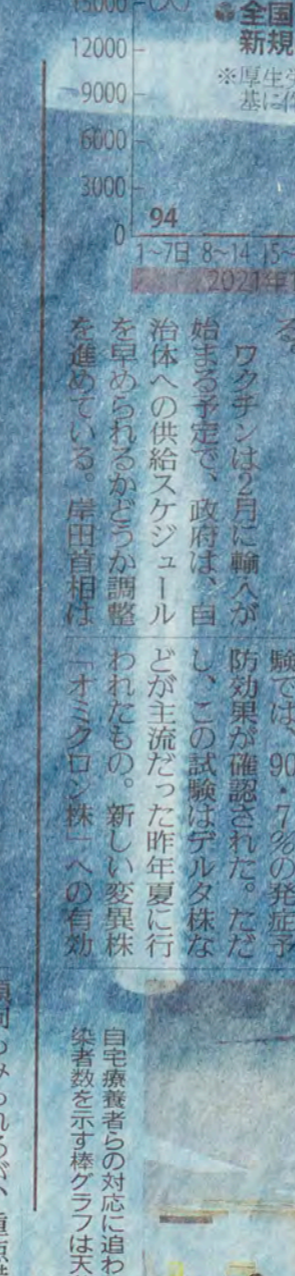 15000
12000
9000
6000
3000
0
94
全国
新規
※厚生労
基に作
1~7日 8~14 15~
2021年1
る。
ワクチンは2月に輸入が
始まる予定で、政府は、自
治体への供給スケジュール
を早められるかどうか調整
を進めている。岸田首相は
験では、90・7%の発症予
防効果が確認された。ただ
し、この試験はデルタ株な
どが主流だった昨年夏に行
われたもの。新しい変異株
「オミクロン株」への有効
自宅療養者らの対応に追わ
染者数を示す棒グラフは天